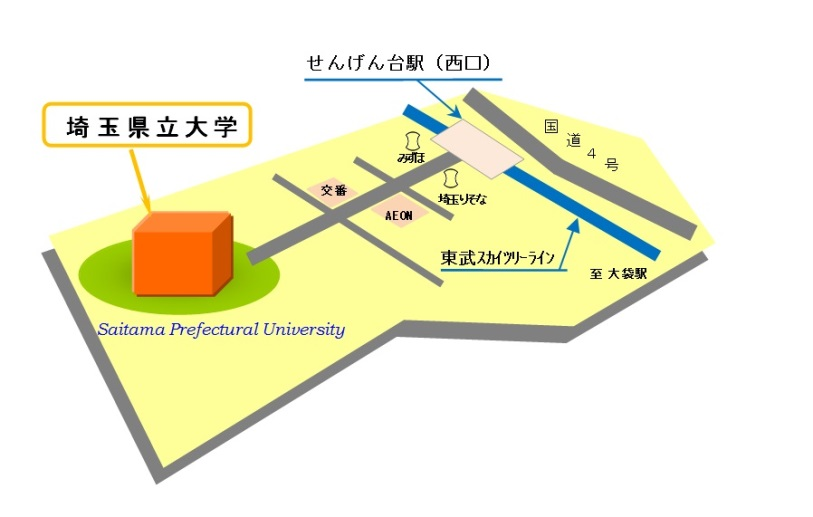 せんげん台駅（西口）
埼玉県立大学
国道4号
みずほ
埼玉りそな
交番
AEON
東武スカイツリーライン
至 大袋駅
Saitama Prefectural University